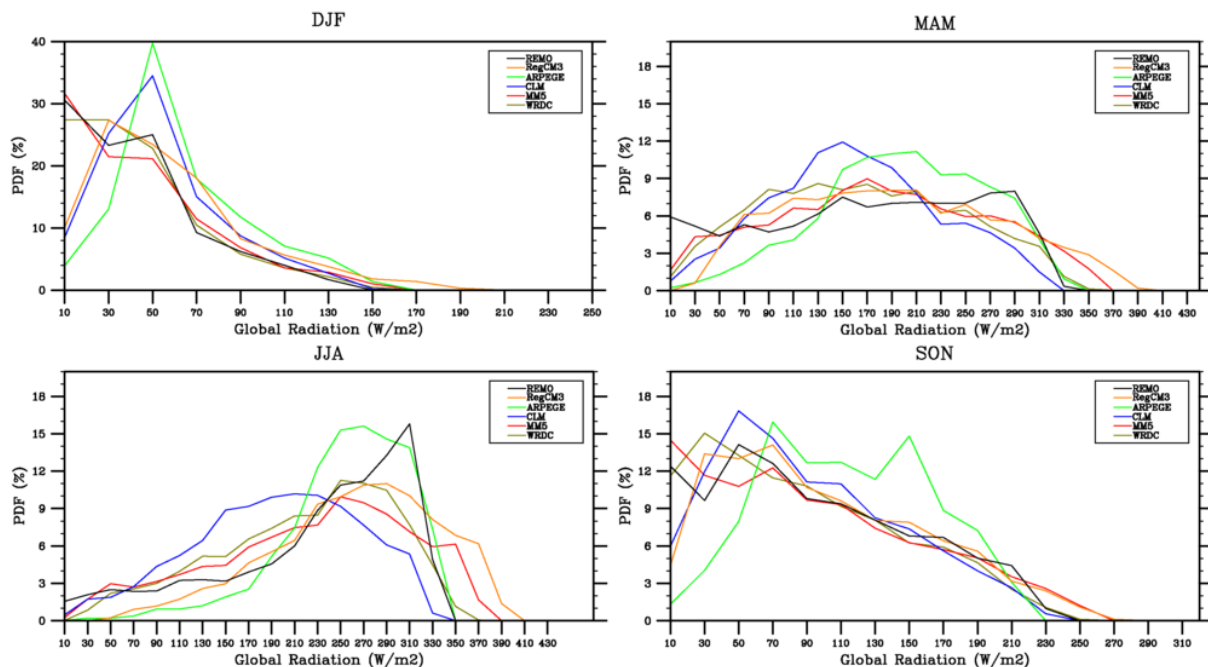 DJF
40
30
20
10
0
PDF (%)
REMO
RegCM3
ARPEGE
CLM
MM5
WRDC
10 30 50 70 90 110 130 150 170 190 210 230 250
Global Radiation (W/m2)
MAM
18
15
12
9
6
3
0
PDF (%)
REMO
RegCM3
ARPEGE
CLM
MM5
WRDC
10 30 50 70 90 110 130 150 170 190 210 230 250 270 290 310 330 350 370 390 410 430
Global Radiation (W/m2)
JJA
18
15
12
9
6
3
0
PDF (%)
REMO
RegCM3
ARPEGE
CLM
MM5
WRDC
10 30 50 70 90 110 130 150 170 190 210 230 250 270 290 310 330 350 370 390 410 430
Global Radiation (W/m2)
SON
18
15
12
9
6
3
0
PDF (%)
REMO
RegCM3
ARPEGE
CLM
MM5
WRDC
10 30 50 70 90 110 130 150 170 190 210 230 250 270 290 310
Global Radiation (W/m2)